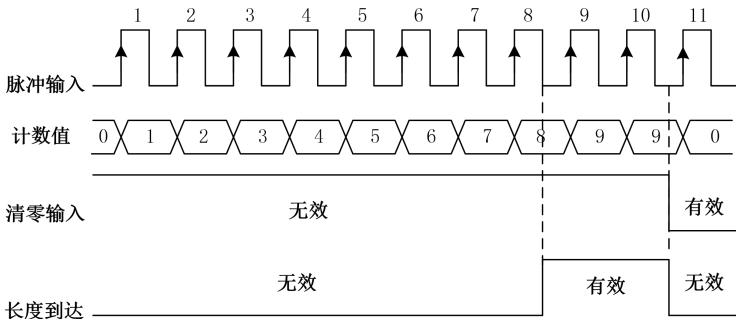 1 2 3 4 5 6 7 8 9 10 11
脉冲输入
计数值 0 1 2 3 4 5 6 7 8 9 9 0
清零输入 无效 有效
长度到达 无效 有效 无效